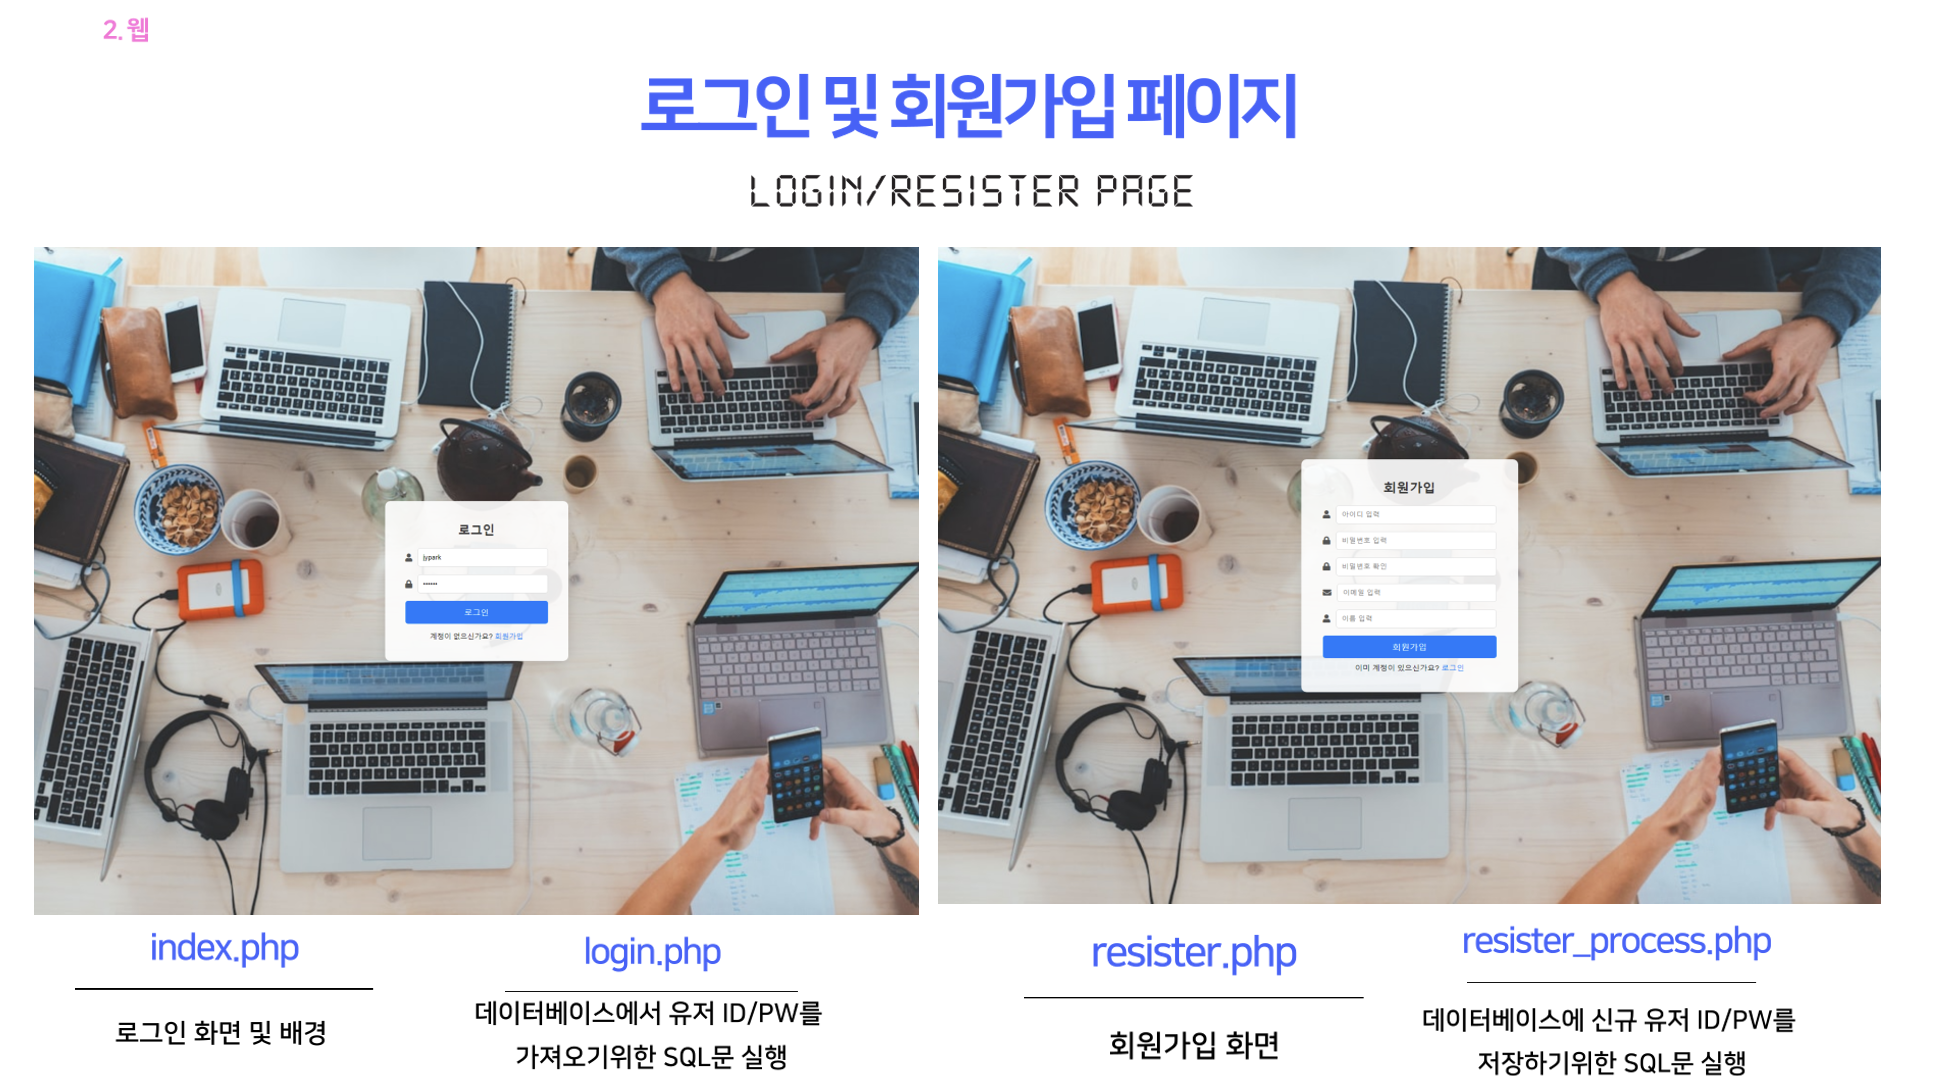 2. 웹
로그인 및 회원가입 페이지
LOGIN/RESISTER PAGE
로그인
jypark
••••••
로그인
계정이 없으신가요? 회원가입
회원가입
아이디 입력
비밀번호 입력
비밀번호 확인
이메일 입력
이름 입력
회원가입
이미 계정이 있으신가요? 로그인
index.php
로그인 화면 및 배경
login.php
데이터베이스에서 유저 ID/PW를
가져오기위한 SQL문 실행
resister.php
회원가입 화면
resister_process.php
데이터베이스에 신규 유저 ID/PW를
저장하기위한 SQL문 실행